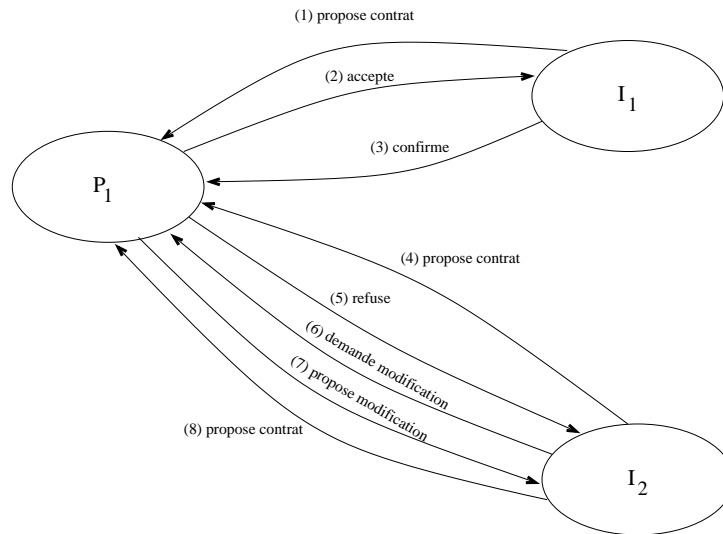 (1) propose contrat
(2) accepte
I1
(3) confirme
P1
(4) propose contrat
(5) refuse
(6) demande modification
(7) propose modification
(8) propose contrat
I2